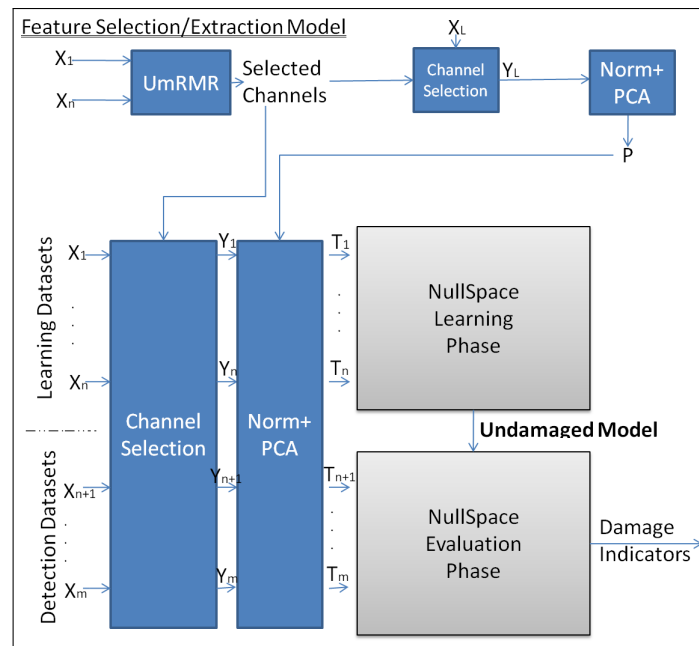 Feature Selection/Extraction Model
X1
Xn
UmRMR
Selected
Channels
XL
Channel
Selection
YL
Norm+
PCA
P
Learning Datasets
X1
Xn
Detection Datasets
Xn+1
Xm
Channel
Selection
Y1
Yn
Yn+1
Ym
Norm+
PCA
T1
Tn
Tn+1
Tm
NullSpace
Learning
Phase
Undamaged Model
NullSpace
Evaluation
Phase
Damage
Indicators